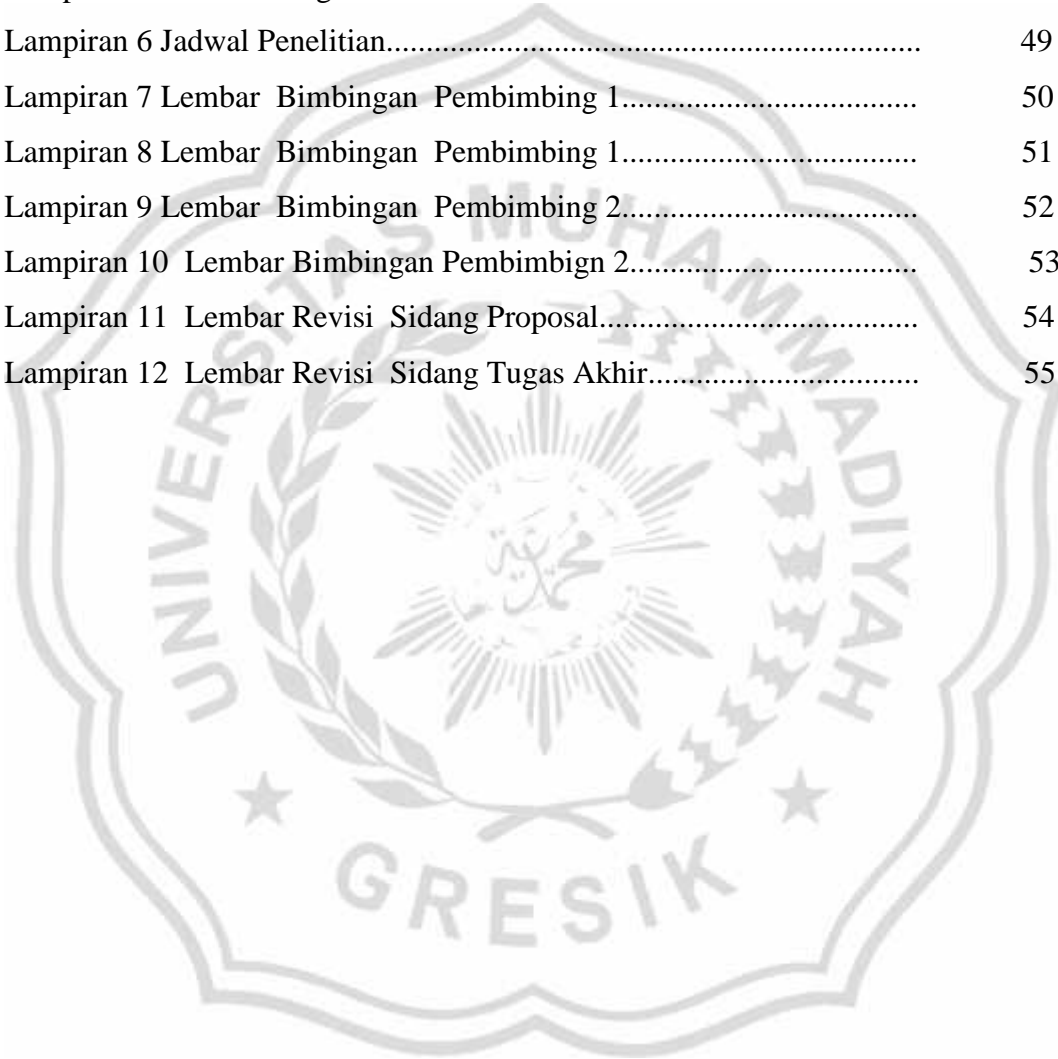 Lampiran 6 Jadwal Penelitian................................................................... 49
Lampiran 7 Lembar  Bimbingan  Pembimbing 1..................................... 50
Lampiran 8 Lembar  Bimbingan  Pembimbing 1..................................... 51
Lampiran 9 Lembar  Bimbingan  Pembimbing 2..................................... 52
Lampiran 10  Lembar Bimbingan Pembimbign 2.................................... 53
Lampiran 11  Lembar Revisi  Sidang Proposal........................................ 54
Lampiran 12  Lembar Revisi  Sidang Tugas Akhir.................................. 55
UNIVERSITAS MUHAMMADIYAH
GRESIK